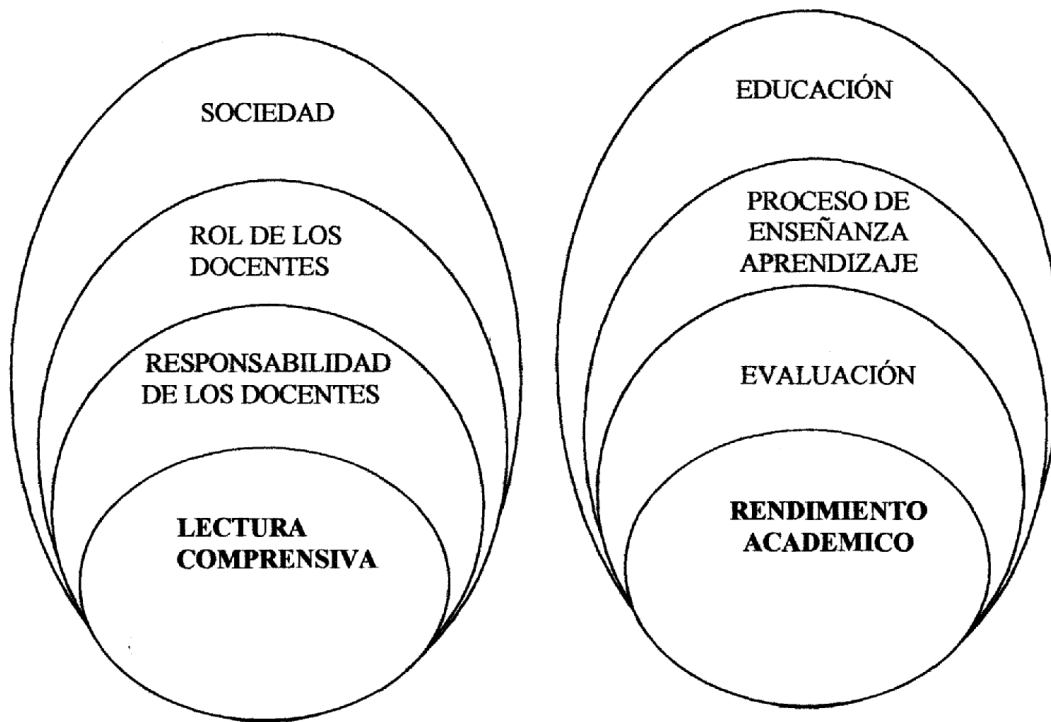 SOCIEDAD
ROL DE LOS
DOCENTES
RESPONSABILIDAD
DE LOS DOCENTES
LECTURA
COMPRENSIVA
EDUCACIÓN
PROCESO DE
ENSEÑANZA
APRENDIZAJE
EVALUACIÓN
RENDIMIENTO
ACADEMICO